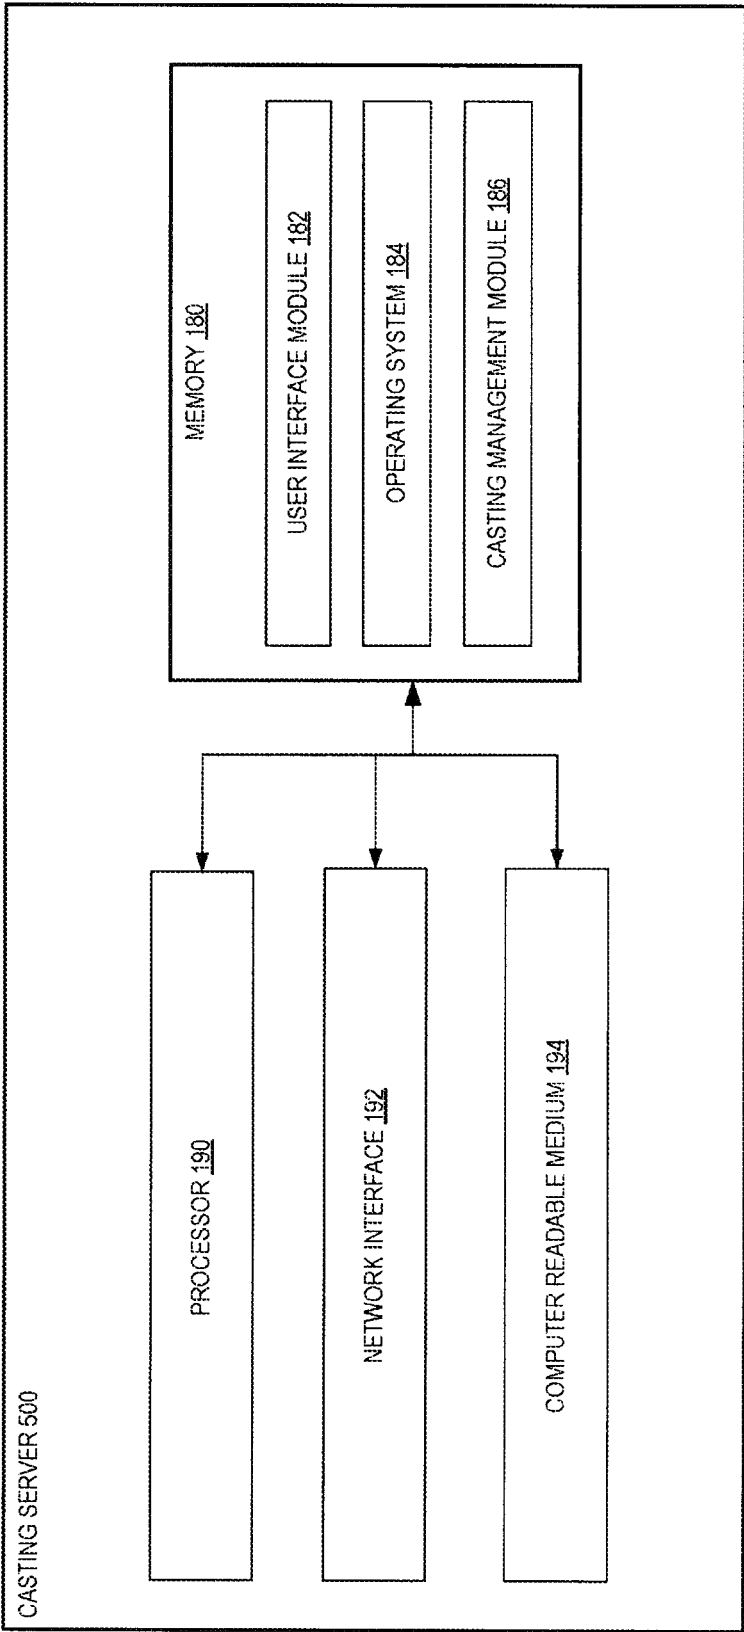 CASTING SERVER 500
PROCESSOR 190
NETWORK INTERFACE 192
COMPUTER READABLE MEDIUM 194
MEMORY 180
USER INTERFACE MODULE 182
OPERATING SYSTEM 184
CASTING MANAGEMENT MODULE 186